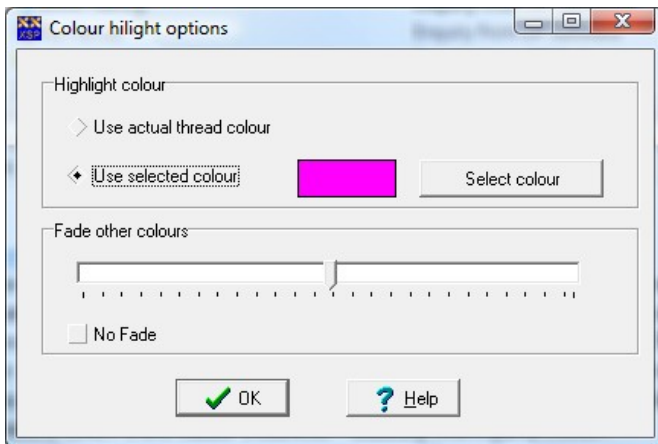 XSP
Colour hilight options
Highlight colour
Use actual thread colour
Use selected colour
Select colour
Fade other colours
No Fade
OK
? Help